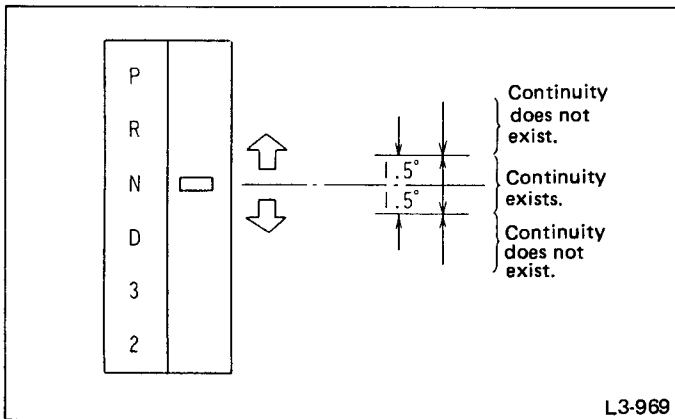 P
R
N
D
3
2
1.5°
1.5°
Continuity
does not
exist.
Continuity
exists.
Continuity
does not
exist.
L3-969